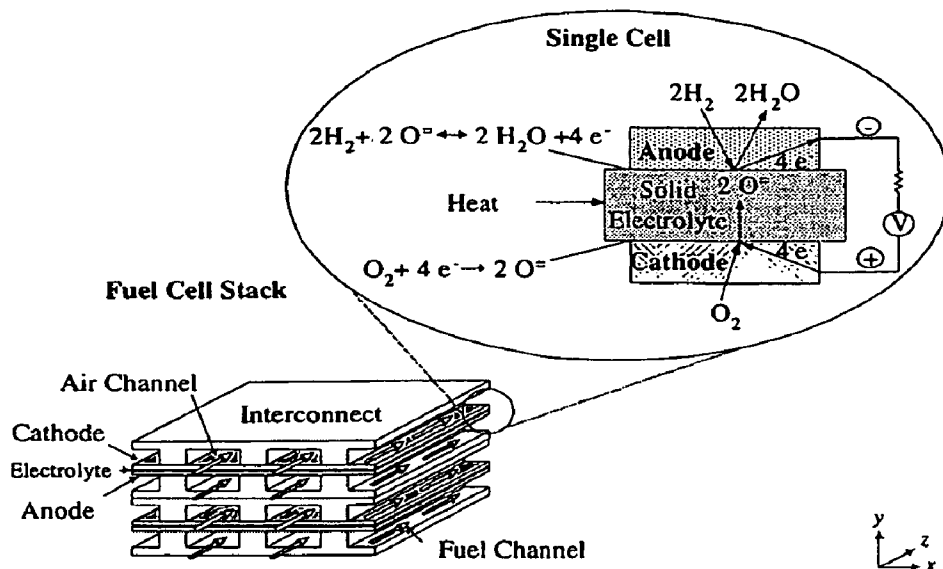 Single Cell
2H₂ 2H₂O
2H₂+ 2 O⁼ ↔ 2 H₂O +4 e⁻
Anode
4 e
−
Solid
2 O⁼
Heat
Electrolyte
V
O₂+ 4 e⁻→ 2 O⁼
Cathode
4 e
+
O₂
Fuel Cell Stack
Air Channel
Interconnect
Cathode
Electrolyte
Anode
Fuel Channel
y
z
x